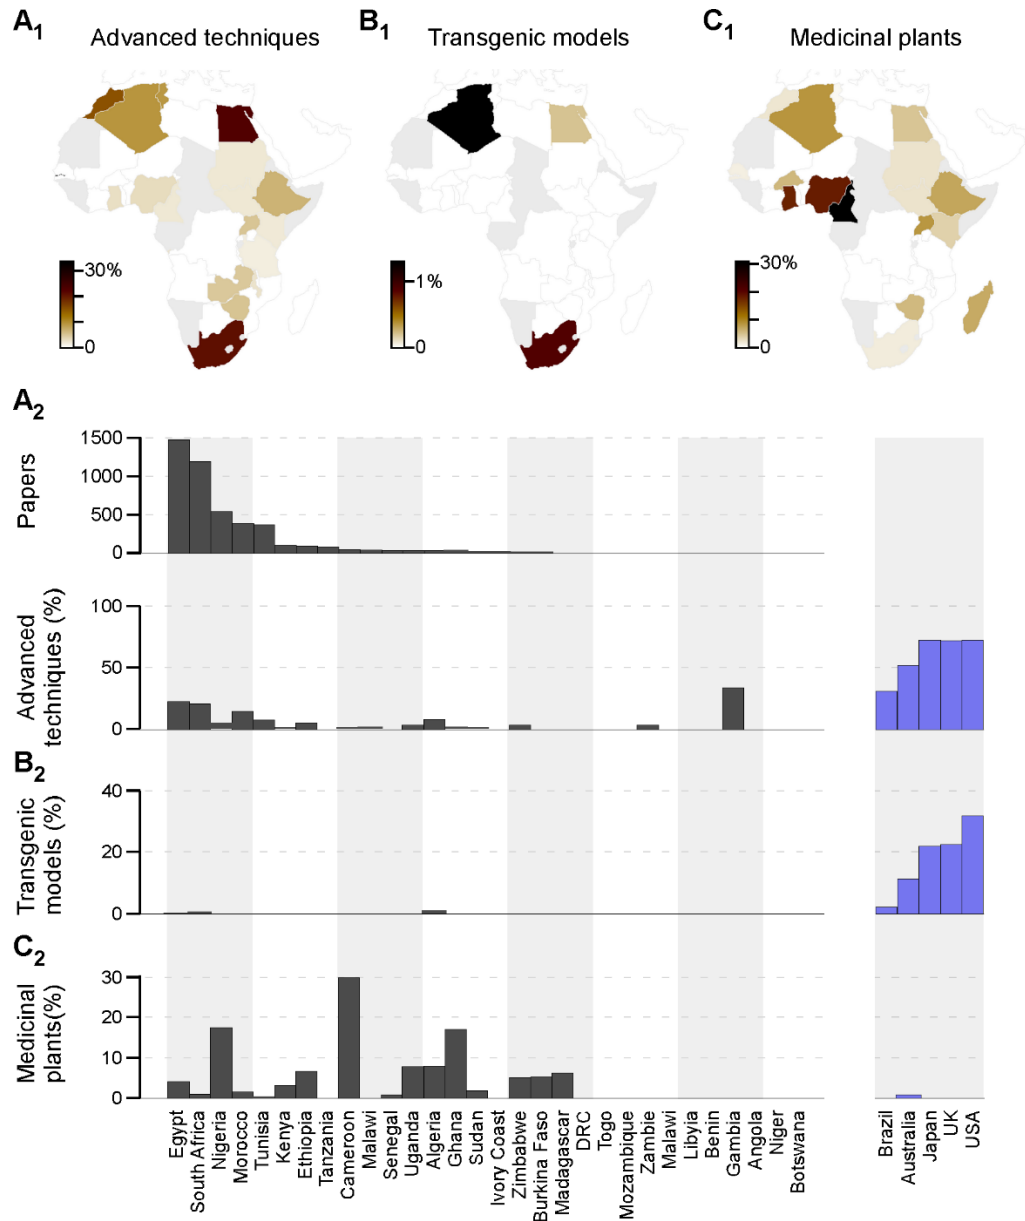 A1 Advanced techniques
B1 Transgenic models
C1 Medicinal plants
30%
0
1%
0
30%
0
A2
Papers
1500
1000
500
0
Advanced
techniques (%)
100
50
0
B2
Transgenic
models (%)
40
20
0
C2
Medicinal
plants(%)
30
20
10
0
Egypt
South Africa
Nigeria
Morocco
Tunisia
Kenya
Ethiopia
Tanzania
Cameroon
Malawi
Senegal
Uganda
Algeria
Ghana
Sudan
Ivory Coast
Zimbabwe
Burkina Faso
Madagascar
DRC
Togo
Mozambique
Zambie
Malawi
Libyia
Benin
Gambia
Angola
Niger
Botswana
Brazil
Australia
Japan
UK
USA